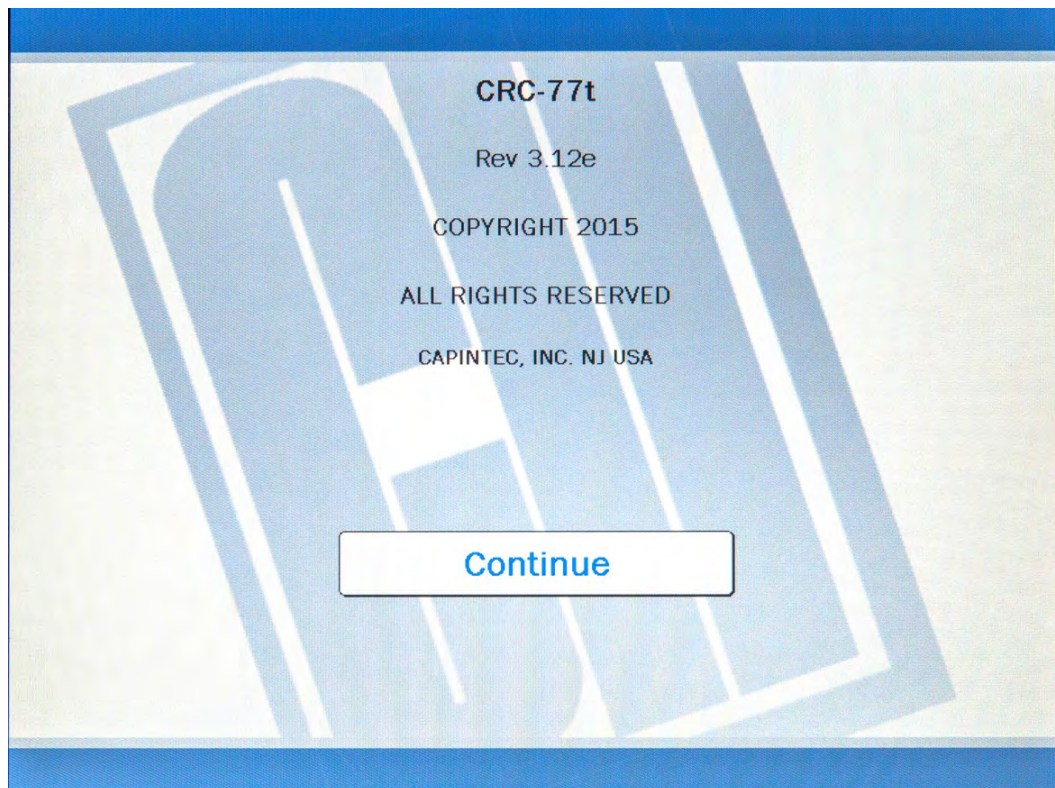 CRC-77t
Rev 3.12e
COPYRIGHT 2015
ALL RIGHTS RESERVED
CAPINTEC, INC. NJ USA
Continue